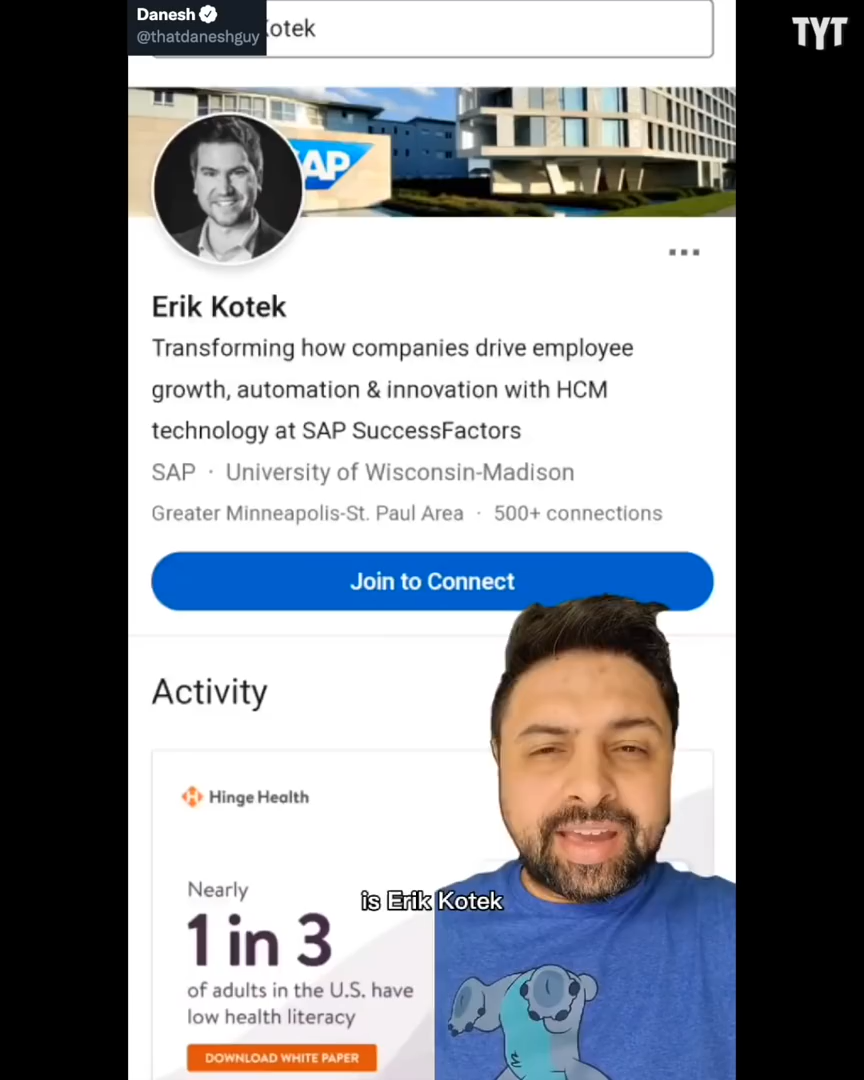 Danesh
@thatdaneshguy
Kotek
TYT
SAP
Erik Kotek
Transforming how companies drive employee
growth, automation & innovation with HCM
technology at SAP SuccessFactors
SAP · University of Wisconsin-Madison
Greater Minneapolis-St. Paul Area · 500+ connections
Join to Connect
Activity
Hinge Health
Nearly
1 in 3
of adults in the U.S. have
low health literacy
DOWNLOAD WHITE PAPER
is Erik Kotek